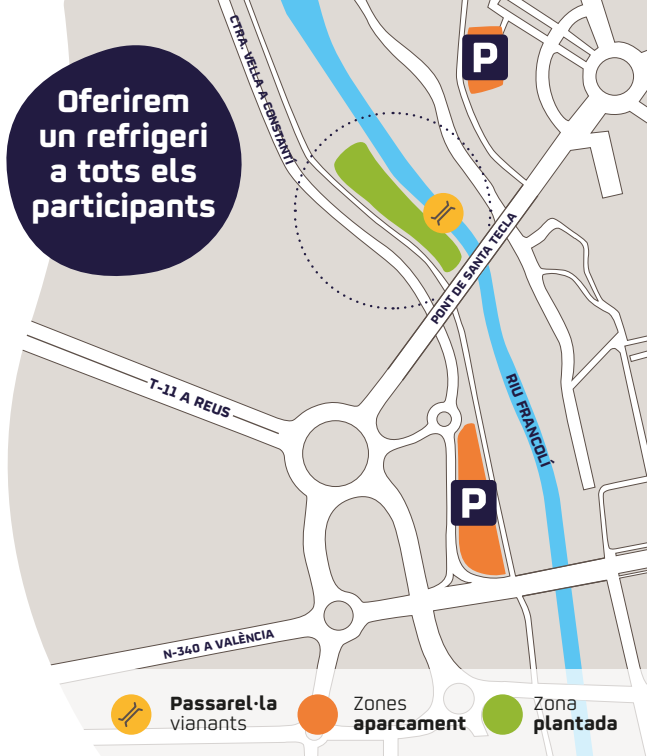 Oferirem
un refrigeri
a tots els
participants
CTRA. VELLA A CONSTANTÍ
P
PONT DE SANTA TECLA
T-11 A REUS
RIU FRANCOLÍ
P
N-340 A VALÈNCIA
Passarel·la
vianants
Zones
aparcament
Zona
plantada